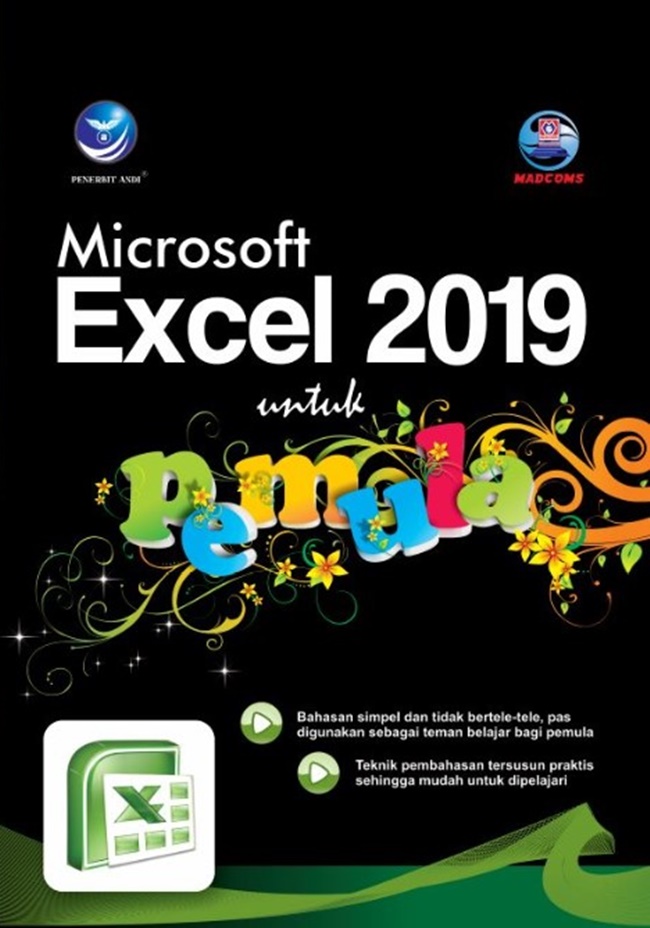 PENERBIT ANDI®
MADCOMS
Microsoft
Excel 2019
untuk
pemula
Bahasan simpel dan tidak bertele-tele, pas
digunakan sebagai teman belajar bagi pemula
Teknik pembahasan tersusun praktis
sehingga mudah untuk dipelajari
X